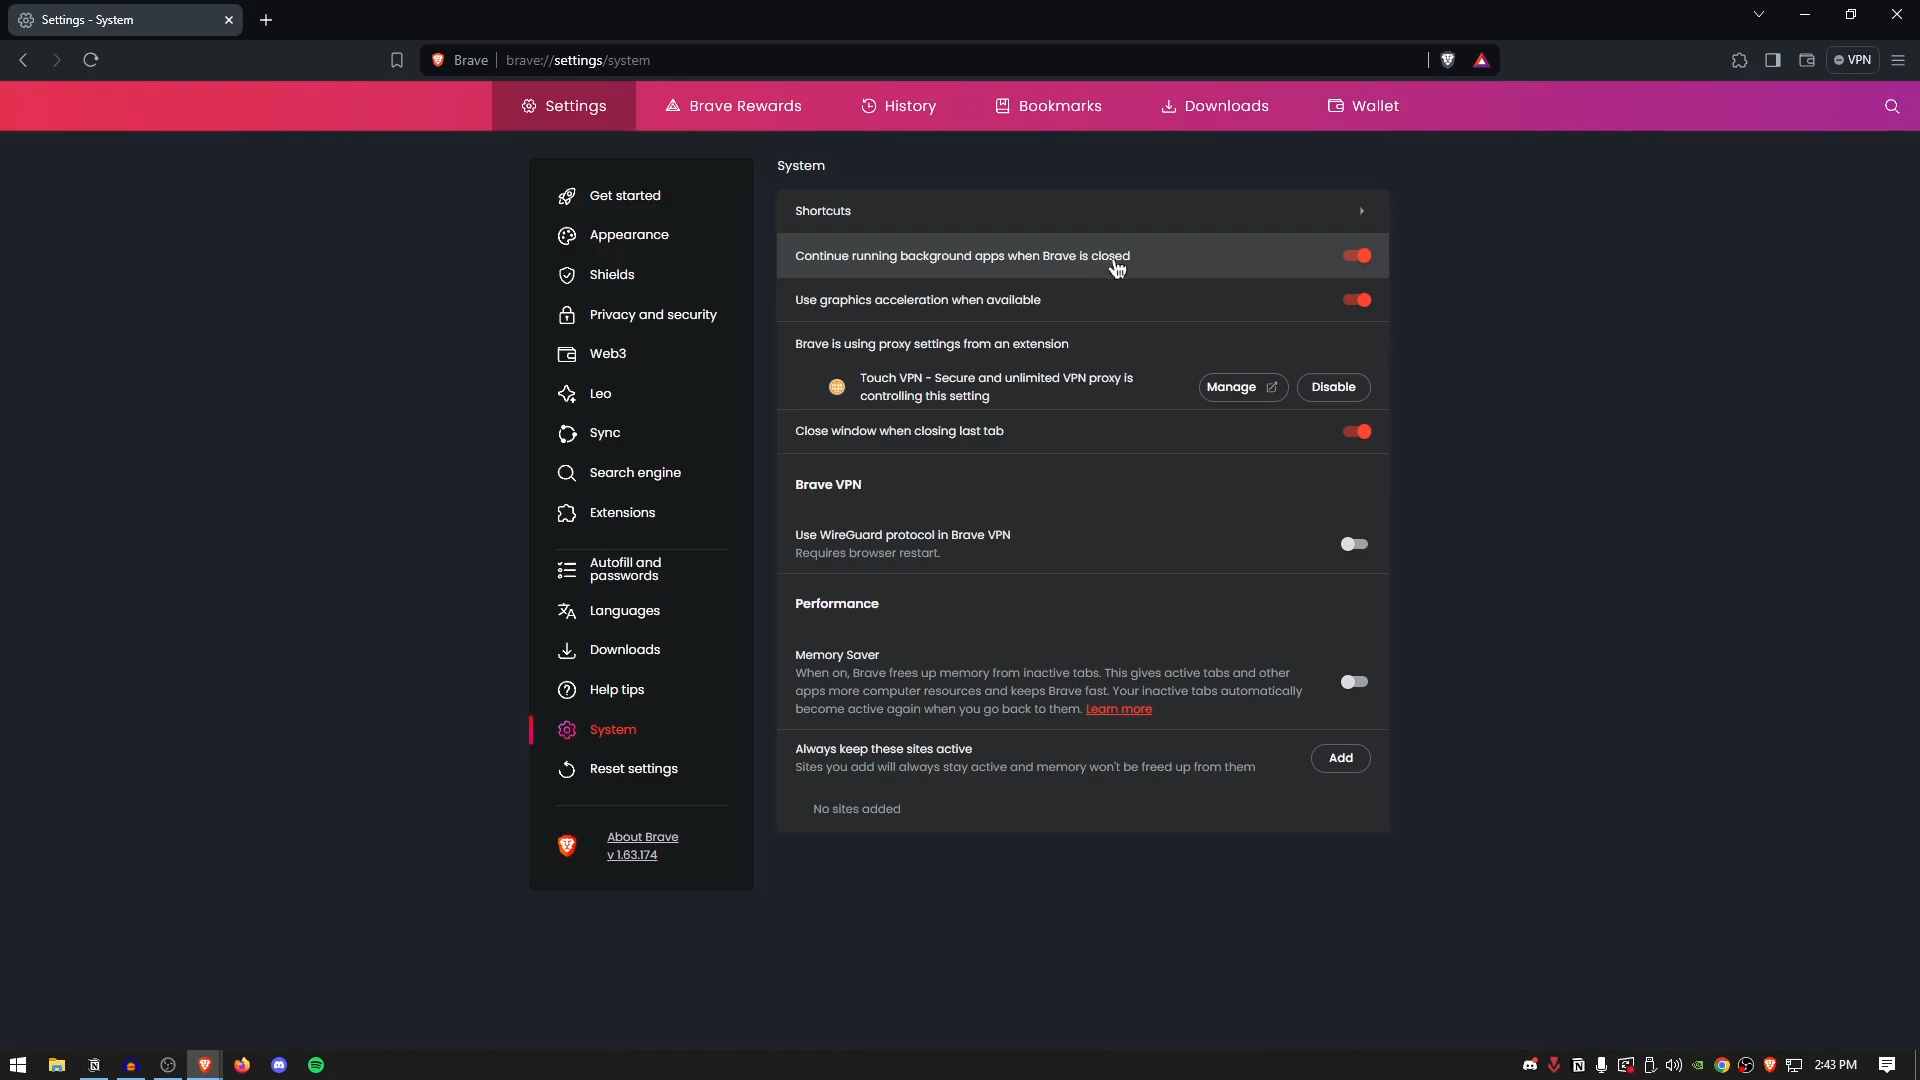 Settings - System
Brave
brave://settings/system
VPN
Settings
Brave Rewards
History
Bookmarks
Downloads
Wallet
Get started
Appearance
Shields
Privacy and security
Web3
Leo
Sync
Search engine
Extensions
Autofill and
passwords
Languages
Downloads
Help tips
System
Reset settings
About Brave
v 1.63.174
System
Shortcuts
Continue running background apps when Brave is closed
Use graphics acceleration when available
Brave is using proxy settings from an extension
Touch VPN - Secure and unlimited VPN proxy is
controlling this setting
Manage
Disable
Close window when closing last tab
Brave VPN
Use WireGuard protocol in Brave VPN
Requires browser restart.
Performance
Memory Saver
When on, Brave frees up memory from inactive tabs. This gives active tabs and other
apps more computer resources and keeps Brave fast. Your inactive tabs automatically
become active again when you go back to them. Learn more
Always keep these sites active
Sites you add will always stay active and memory won't be freed up from them
Add
No sites added
2:43 PM